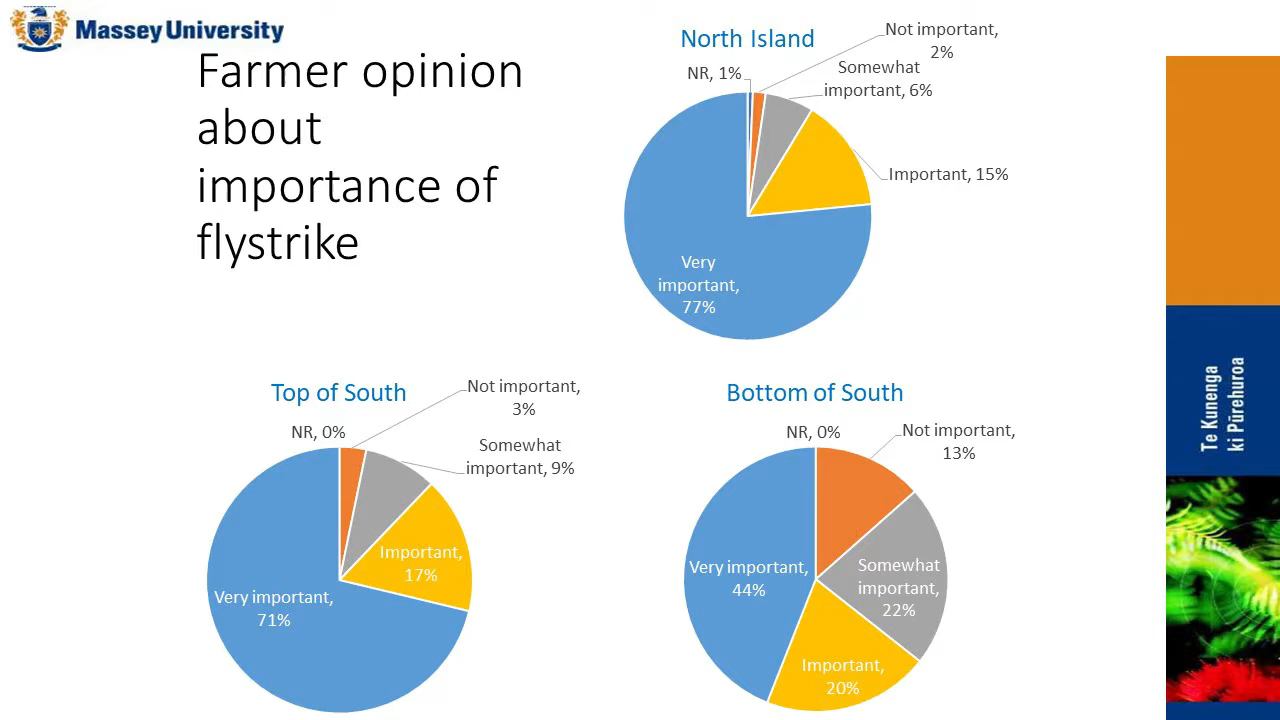 Massey University
Farmer opinion
about
importance of
flystrike
North Island
Not important,
2%
NR, 1%
Somewhat
important, 6%
Important, 15%
Very
important,
77%
Top of South
Not important,
3%
NR, 0%
Somewhat
important, 9%
Important,
17%
Very important,
71%
Bottom of South
NR, 0%
Not important,
13%
Somewhat
important,
22%
Important,
20%
Very important,
44%
Te Kunenga
ki Pūrehuroa